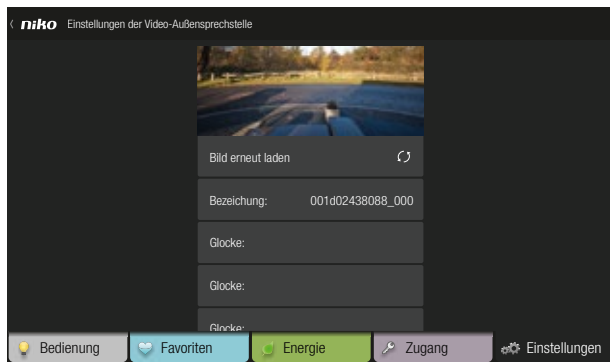 niko Einstellungen der Video-Außensprechstelle
Bild erneut laden
Bezeichung: 001d02438088_000
Glocke:
Glocke:
Glocke:
Bedienung Favoriten Energie Zugang Einstellungen